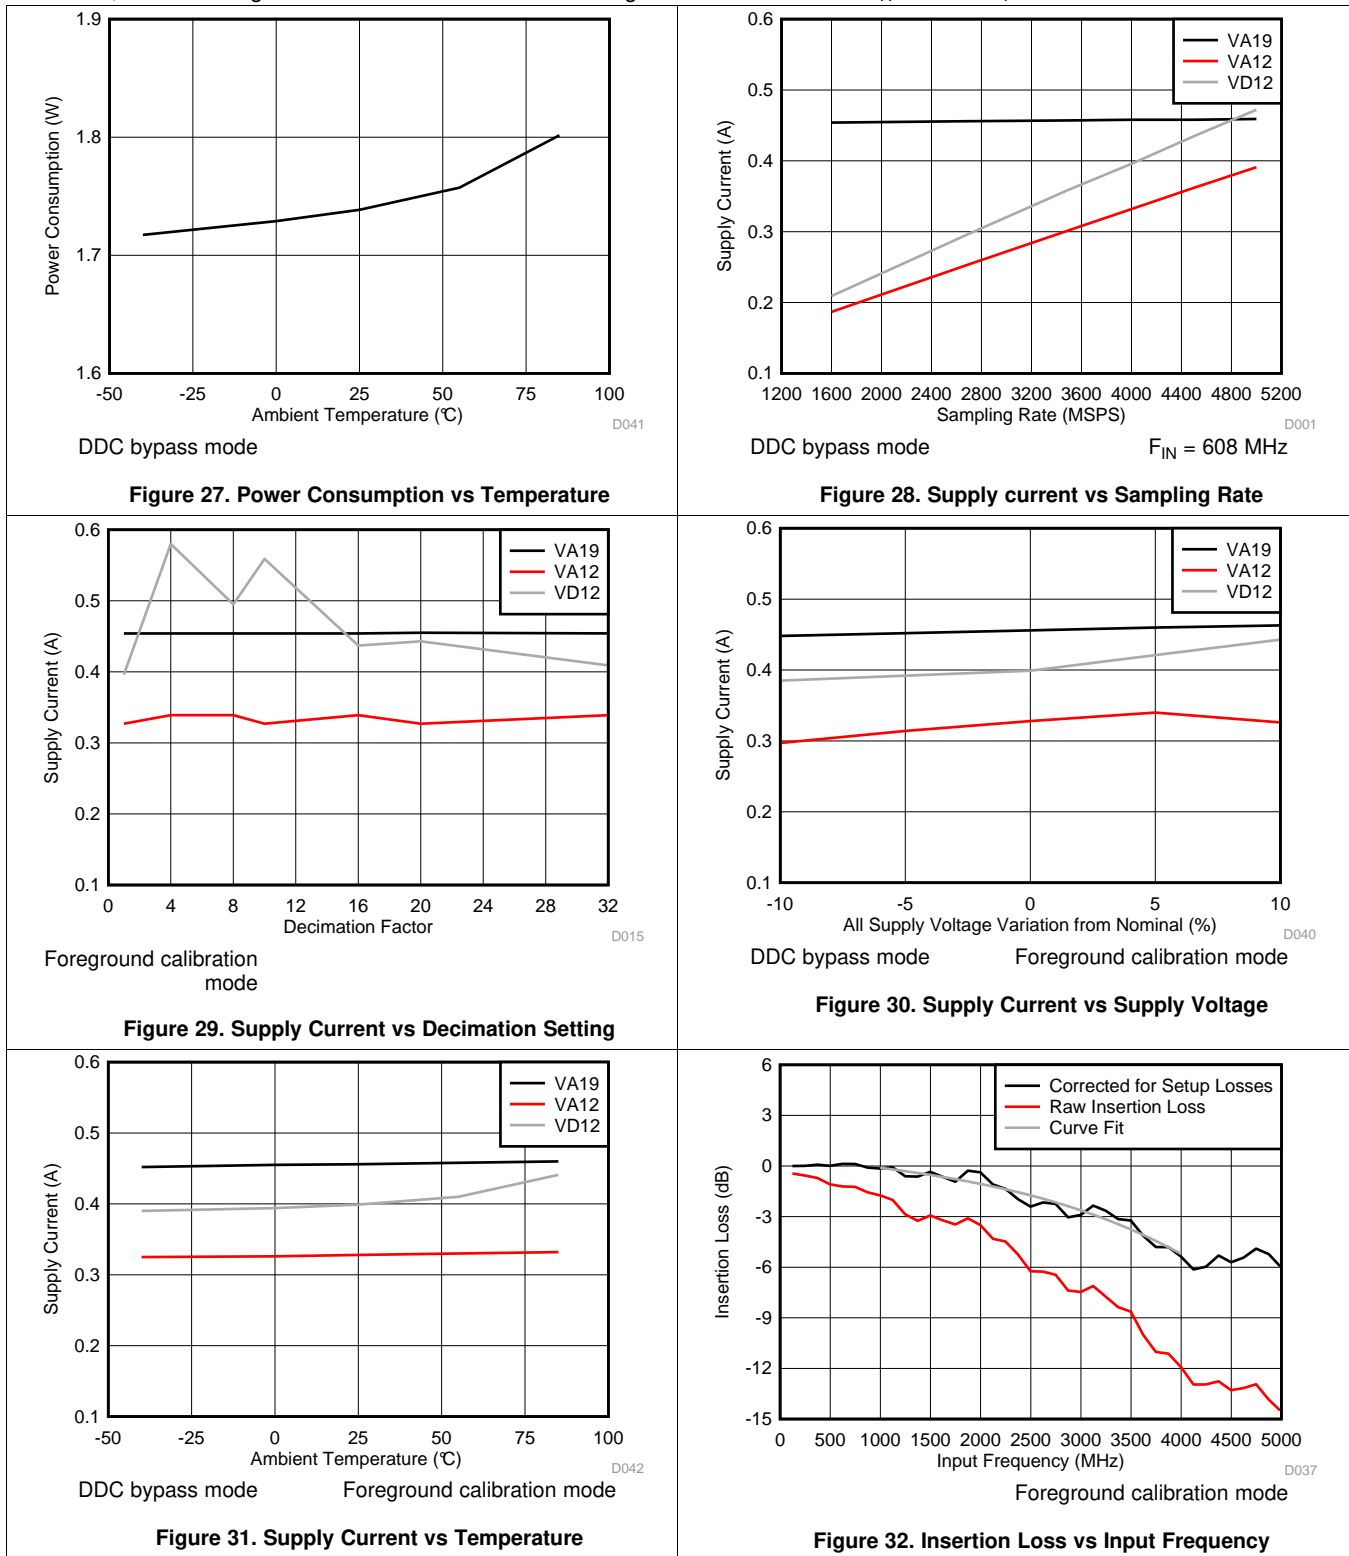 1.9
1.8
1.7
1.6
Power Consumption (W)
-50 -25 0 25 50 75 100
Ambient Temperature (°C)
D041
DDC bypass mode
Figure 27. Power Consumption vs Temperature
0.6
0.5
0.4
0.3
0.2
0.1
Supply Current (A)
VA19
VA12
VD12
1200 1600 2000 2400 2800 3200 3600 4000 4400 4800 5200
Sampling Rate (MSPS)
D001
DDC bypass mode FIN = 608 MHz
Figure 28. Supply current vs Sampling Rate
0.6
0.5
0.4
0.3
0.2
0.1
Supply Current (A)
VA19
VA12
VD12
0 4 8 12 16 20 24 28 32
Decimation Factor
D015
Foreground calibration
mode
Figure 29. Supply Current vs Decimation Setting
0.6
0.5
0.4
0.3
0.2
0.1
Supply Current (A)
VA19
VA12
VD12
-10 -5 0 5 10
All Supply Voltage Variation from Nominal (%)
D040
DDC bypass mode Foreground calibration mode
Figure 30. Supply Current vs Supply Voltage
0.6
0.5
0.4
0.3
0.2
0.1
Supply Current (A)
VA19
VA12
VD12
-50 -25 0 25 50 75 100
Ambient Temperature (°C)
D042
DDC bypass mode Foreground calibration mode
Figure 31. Supply Current vs Temperature
6
3
0
-3
-6
-9
-12
-15
Insertion Loss (dB)
Corrected for Setup Losses
Raw Insertion Loss
Curve Fit
0 500 1000 1500 2000 2500 3000 3500 4000 4500 5000
Input Frequency (MHz)
D037
Foreground calibration mode
Figure 32. Insertion Loss vs Input Frequency